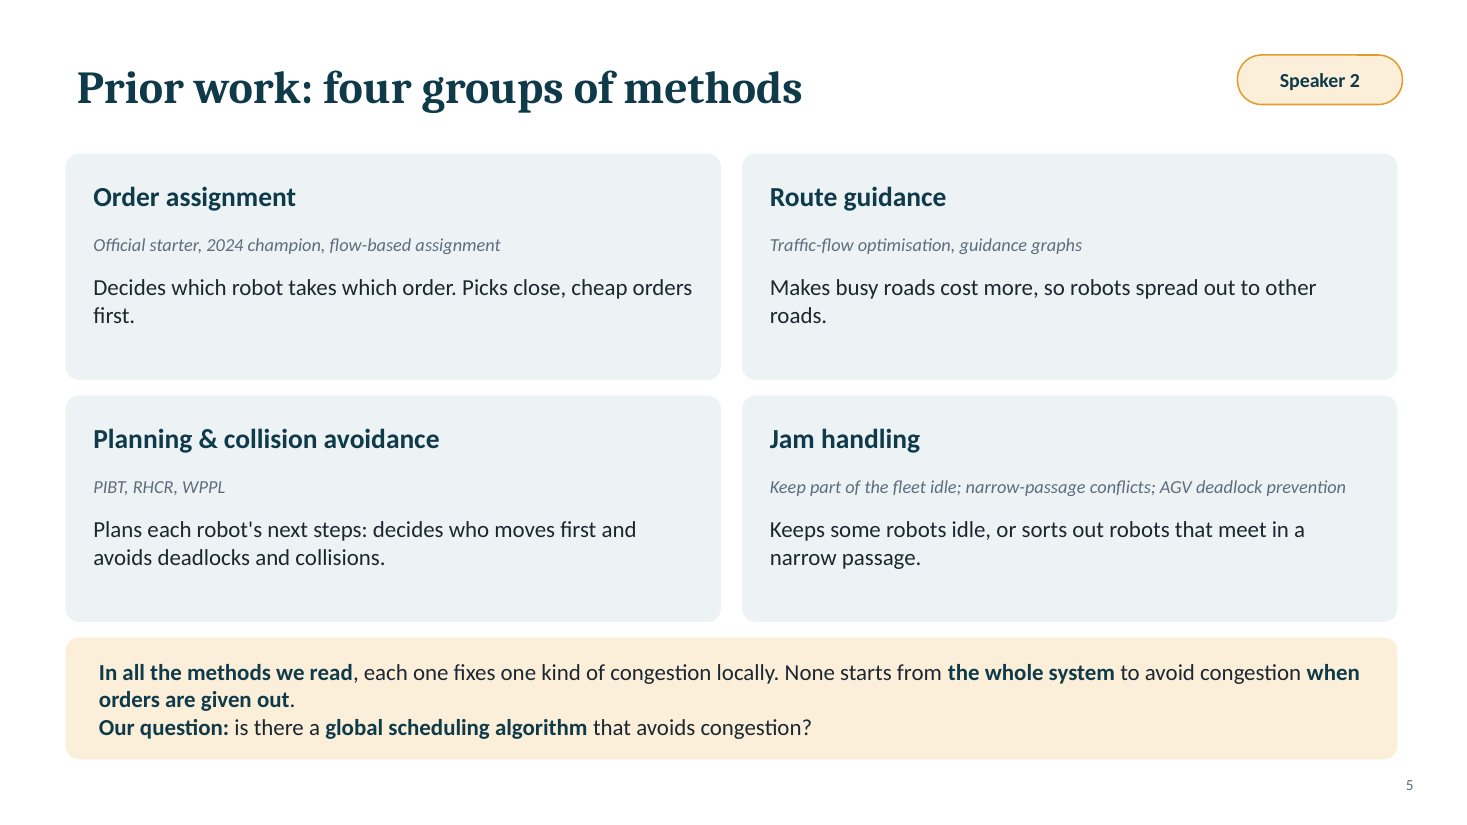 Prior work: four groups of methods
Speaker 2
Order assignment
Official starter, 2024 champion, flow-based assignment
Decides which robot takes which order. Picks close, cheap orders
first.
Route guidance
Traffic-flow optimisation, guidance graphs
Makes busy roads cost more, so robots spread out to other
roads.
Planning & collision avoidance
PIBT, RHCR, WPPL
Plans each robot's next steps: decides who moves first and
avoids deadlocks and collisions.
Jam handling
Keep part of the fleet idle; narrow-passage conflicts; AGV deadlock prevention
Keeps some robots idle, or sorts out robots that meet in a
narrow passage.
In all the methods we read, each one fixes one kind of congestion locally. None starts from the whole system to avoid congestion when
orders are given out.
Our question: is there a global scheduling algorithm that avoids congestion?
5